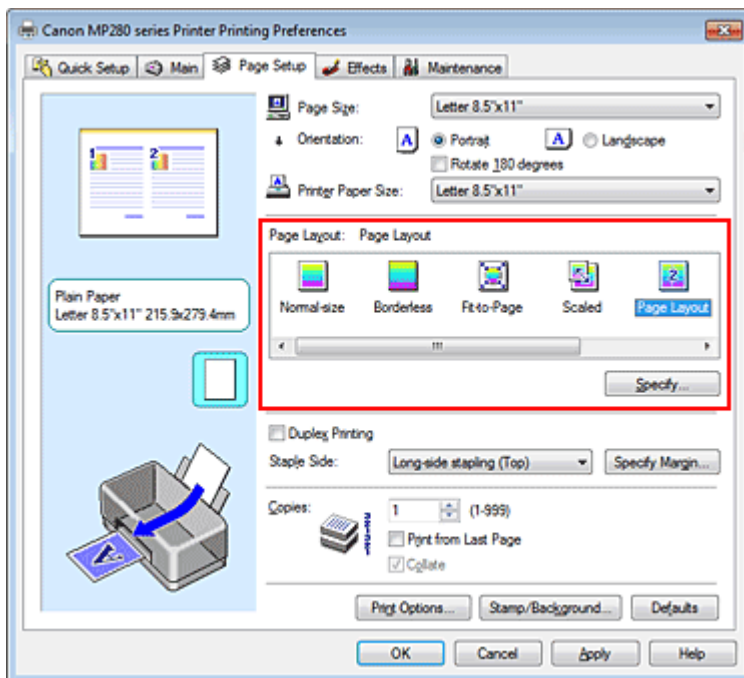 Canon MP280 series Printer Printing Preferences
Quick Setup Main Page Setup Effects Maintenance
1 2
Plain Paper
Letter 8.5"x11" 215.9x279.4mm
A
Page Size: Letter 8.5"x11"
Orientation: A Portrait A Landscape
Rotate 180 degrees
Printer Paper Size: Letter 8.5"x11"
Page Layout: Page Layout
Normal-size Borderless Fit-to-Page Scaled Page Layout
Specify...
Duplex Printing
Staple Side: Long-side stapling (Top) Specify Margin...
Copies: 1 (1-999)
Print from Last Page
Collate
Print Options... Stamp/Background... Defaults
OK Cancel Apply Help